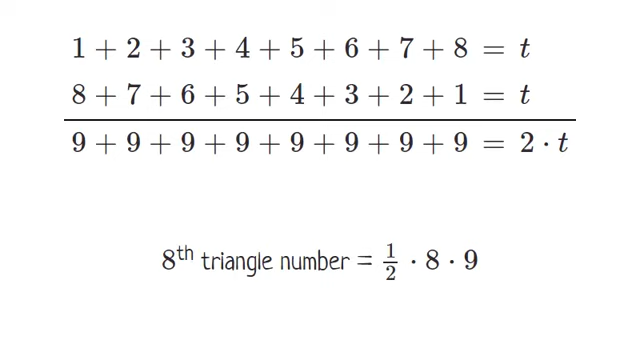 1 + 2 + 3 + 4 + 5 + 6 + 7 + 8 = t
8 + 7 + 6 + 5 + 4 + 3 + 2 + 1 = t
9 + 9 + 9 + 9 + 9 + 9 + 9 + 9 = 2 · t
8th triangle number = 1/2 · 8 · 9